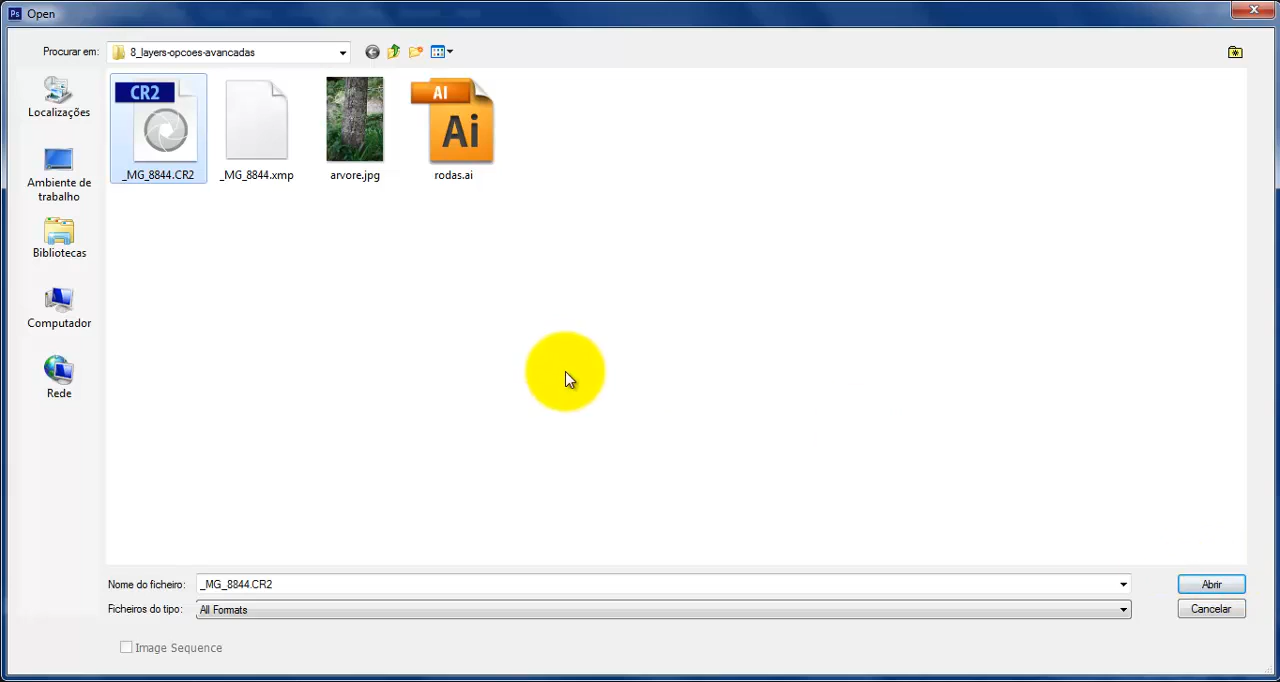 Ps Open
Procurar em: 8_layers-opcoes-avancadas
Localizações
Ambiente de
trabalho
Bibliotecas
Computador
Rede
CR2
_MG_8844.CR2
_MG_8844.xmp
arvore.jpg
AI
Ai
rodas.ai
Nome do ficheiro: _MG_8844.CR2
Abrir
Ficheiros do tipo: All Formats
Cancelar
Image Sequence